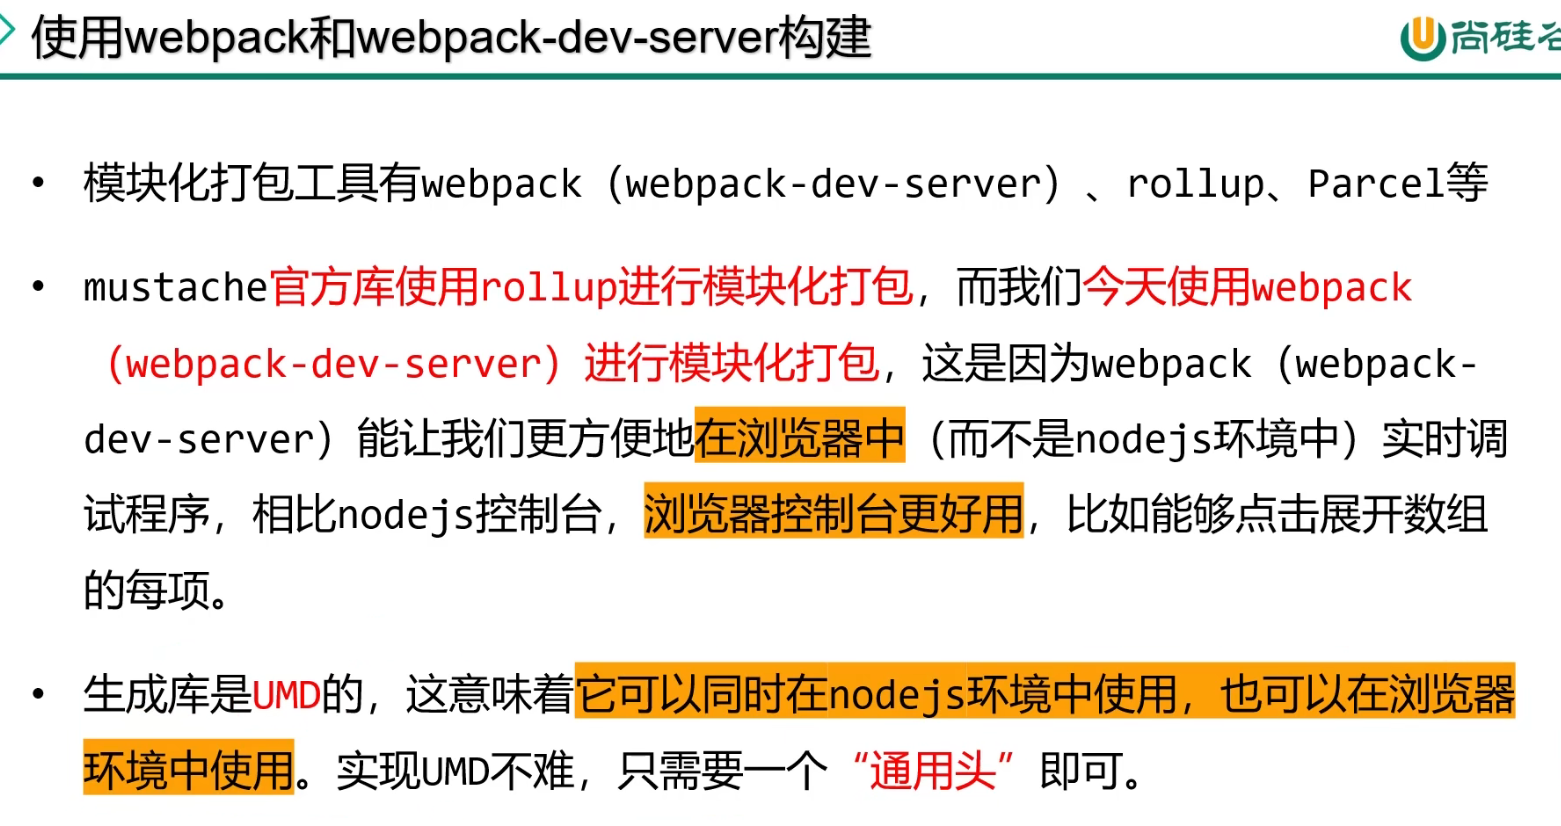 使用webpack和webpack-dev-server构建
尚硅谷
• 模块化打包工具有webpack（webpack-dev-server）、rollup、Parcel等
• mustache官方库使用rollup进行模块化打包，而我们今天使用webpack
（webpack-dev-server）进行模块化打包，这是因为webpack（webpack-
dev-server）能让我们更方便地在浏览器中（而不是nodejs环境中）实时调
试程序，相比nodejs控制台，浏览器控制台更好用，比如能够点击展开数组
的每项。
• 生成库是UMD的，这意味着它可以同时在nodejs环境中使用，也可以在浏览器
环境中使用。实现UMD不难，只需要一个“通用头”即可。